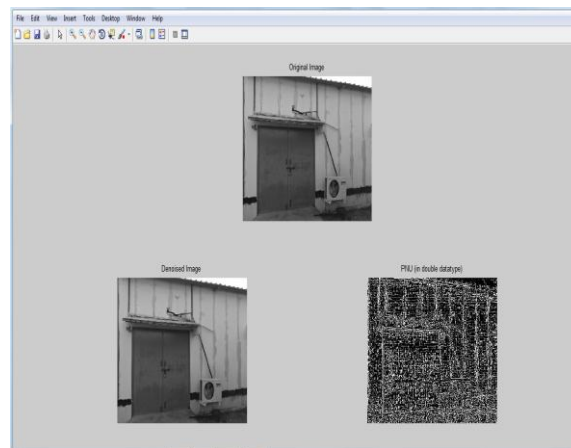 File Edit View Insert Tools Desktop Window Help
Original Image
Denoised Image
PNU (in double datatype)